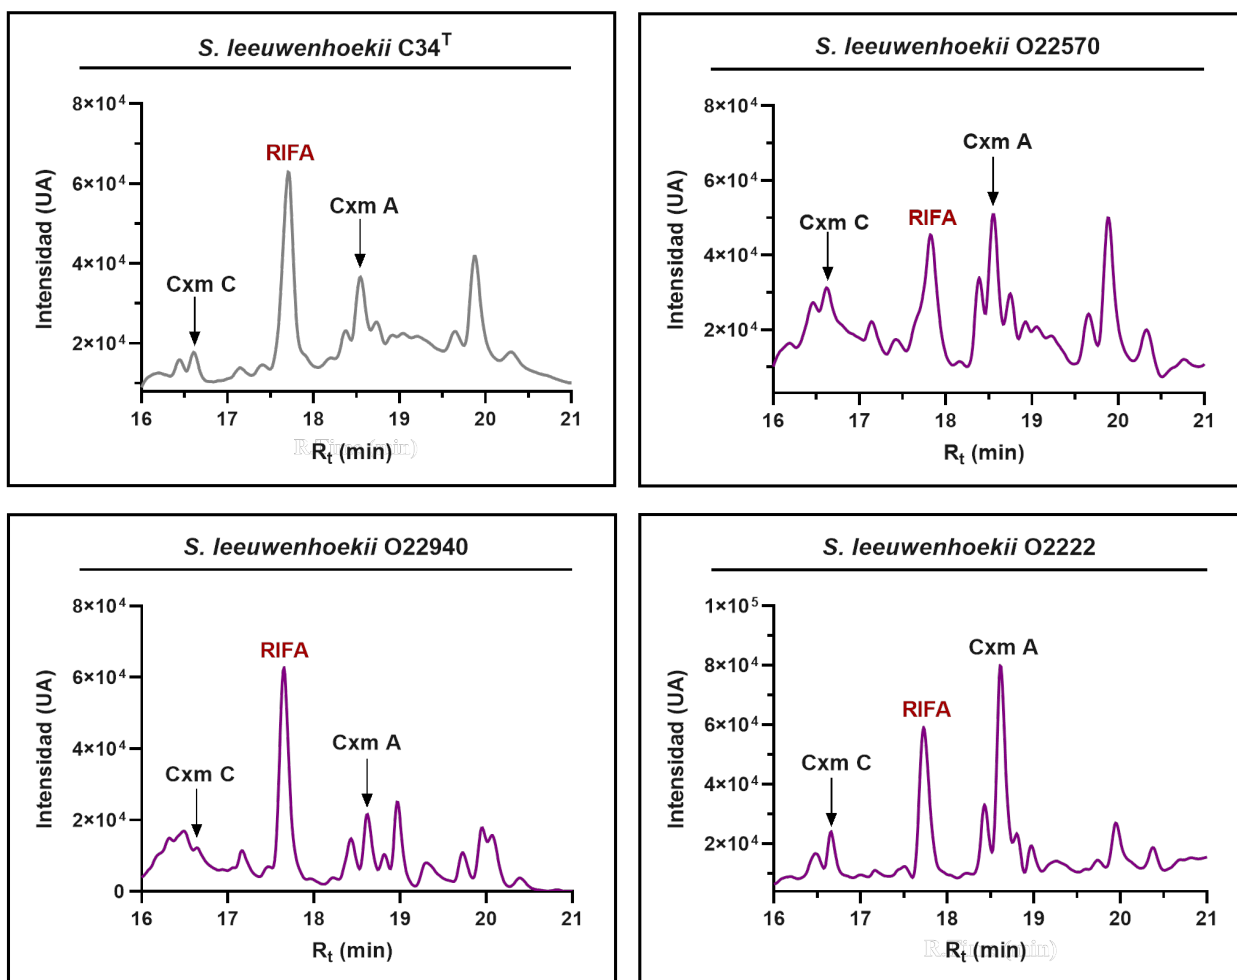 S. leeuwenhoekii C34ᵀ
8×10⁴
6×10⁴
4×10⁴
2×10⁴
Intensidad (UA)
RIFA
Cxm A
Cxm C
16 17 18 19 20 21
R.Time (min)
Rₜ (min)
S. leeuwenhoekii O22570
8×10⁴
6×10⁴
4×10⁴
2×10⁴
Intensidad (UA)
Cxm A
RIFA
Cxm C
16 17 18 19 20 21
Rₜ (min)
S. leeuwenhoekii O22940
8×10⁴
6×10⁴
4×10⁴
2×10⁴
0
Intensidad (UA)
RIFA
Cxm A
Cxm C
16 17 18 19 20 21
Rₜ (min)
S. leeuwenhoekii O2222
1×10⁵
8×10⁴
6×10⁴
4×10⁴
2×10⁴
Intensidad (UA)
Cxm A
RIFA
Cxm C
16 17 18 19 20 21
R.Time (min)
Rₜ (min)